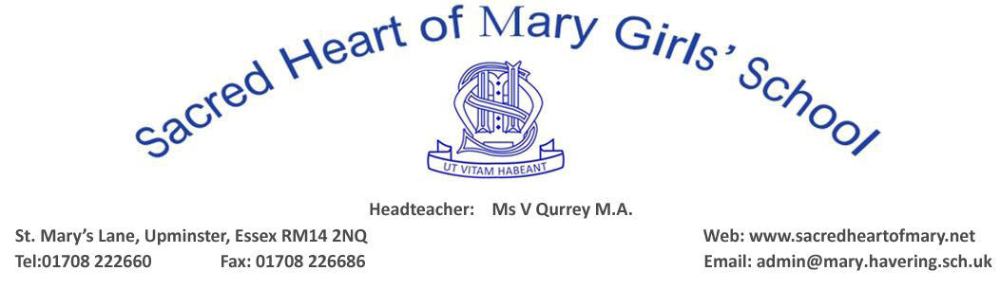 Sacred Heart of Mary Girls' School
UT VITAM HABEANT
Headteacher: Ms V Qurrey M.A.
St. Mary's Lane, Upminster, Essex RM14 2NQ Web: www.sacredheartofmary.net
Tel:01708 222660 Fax: 01708 226686 Email: admin@mary.havering.sch.uk